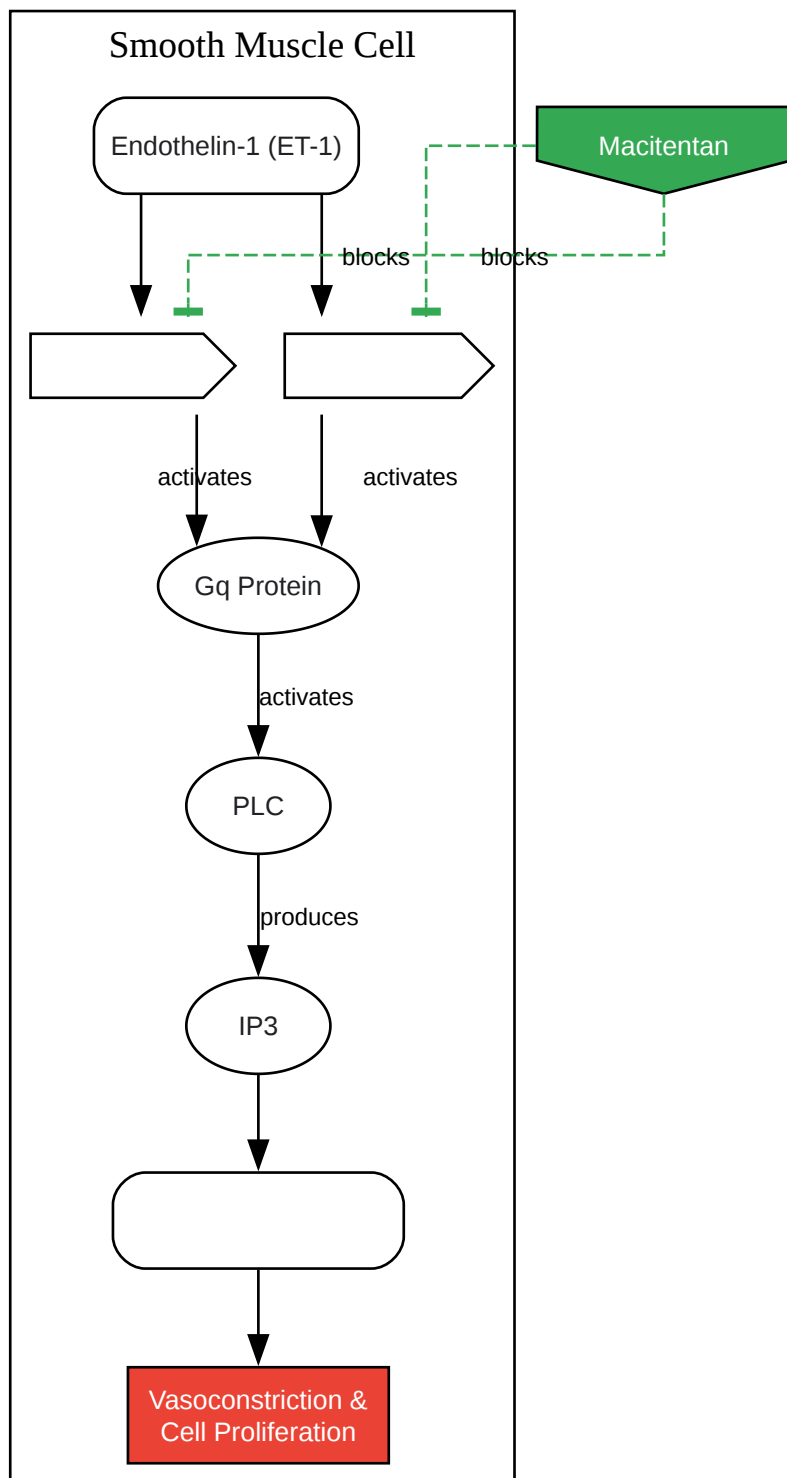 Smooth Muscle Cell
Endothelin-1 (ET-1)
Macitentan
blocks
blocks
activates
activates
Gq Protein
activates
PLC
produces
IP3
Vasoconstriction &
Cell Proliferation